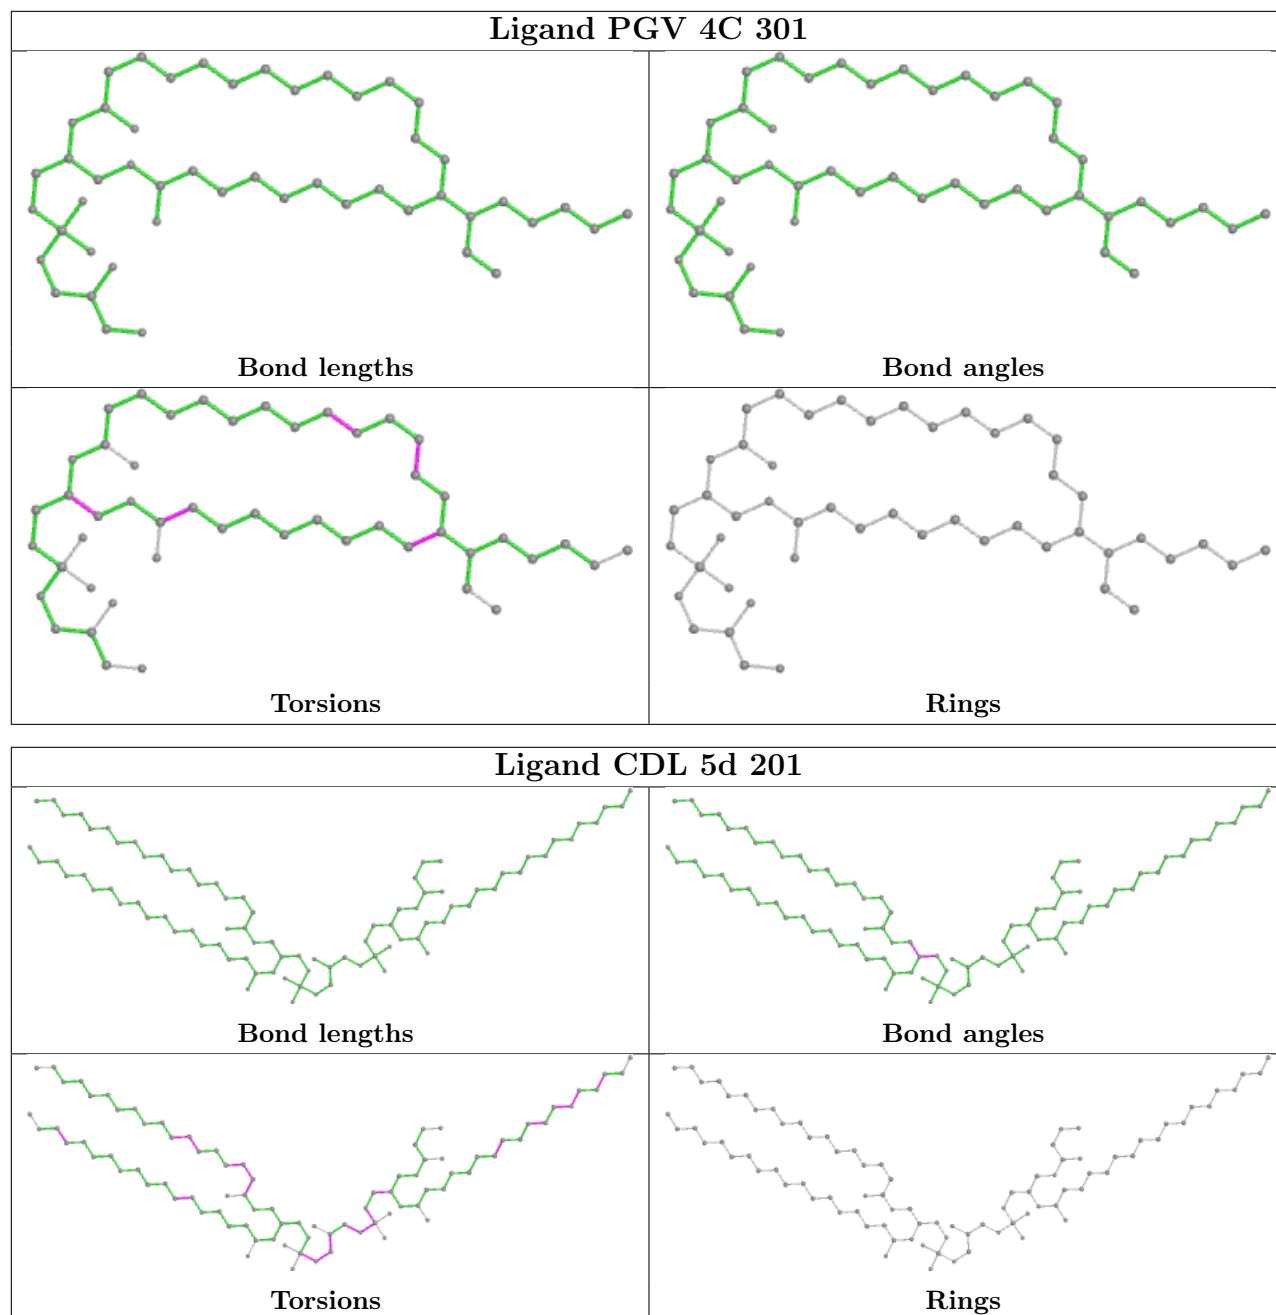 Ligand PGV 4C 301
Bond lengths
Bond angles
Torsions
Rings
Ligand CDL 5d 201
Bond lengths
Bond angles
Torsions
Rings